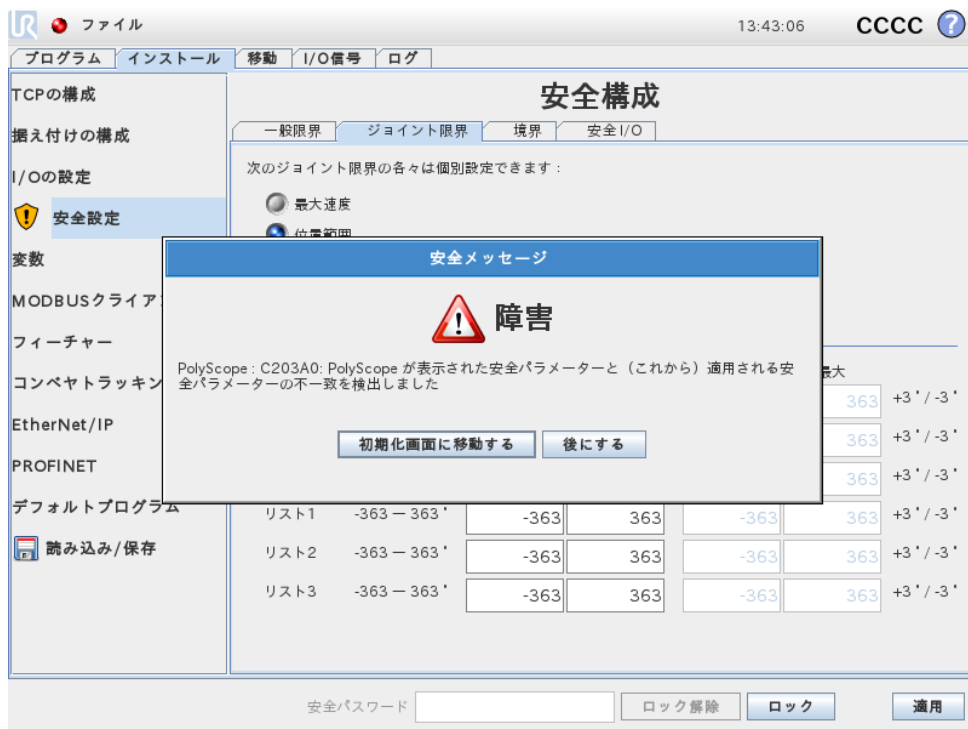 UR ファイル 13:43:06 CCCC ?
プログラム インストール 移動 I/O信号 ログ
TCPの構成
据え付けの構成
I/Oの設定
安全設定
変数
MODBUSクライア
フィーチャー
コンベヤトラッキン
EtherNet/IP
PROFINET
デフォルトプログラム
読み込み/保存
安全構成
一般限界 ジョイント限界 境界 安全I/O
次のジョイント限界の各々は個別設定できます：
最大速度
位置範囲
安全メッセージ
障害
PolyScope : C203A0: PolyScope が表示された安全パラメーターと（これから）適用される安
全パラメーターの不一致を検出しました
初期化画面に移動する 後にする
最大
363 +3˚/ -3˚
363 +3˚/ -3˚
363 +3˚/ -3˚
リスト1 -363 — 363˚ -363 363 -363 363 +3˚/ -3˚
リスト2 -363 — 363˚ -363 363 -363 363 +3˚/ -3˚
リスト3 -363 — 363˚ -363 363 -363 363 +3˚/ -3˚
安全パスワード ロック解除 ロック 適用